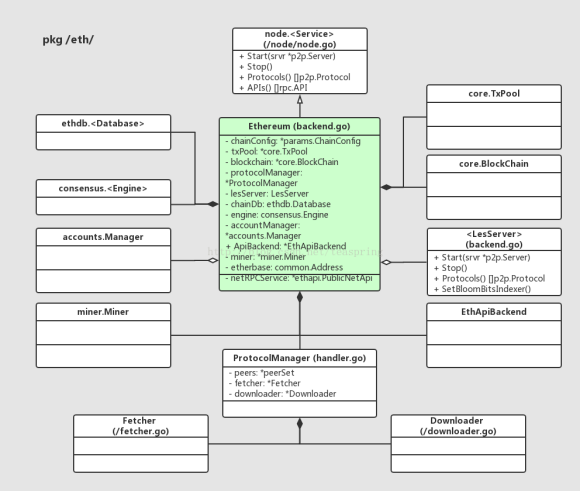 pkg /eth/
node.<Service>
(/node/node.go)
+ Start(srvr *p2p.Server)
+ Stop()
+ Protocols() []p2p.Protocol
+ APIs() []rpc.API
ethdb.<Database>
consensus.<Engine>
accounts.Manager
miner.Miner
Ethereum (backend.go)
- chainConfig: *params.ChainConfig
- txPool: *core.TxPool
- blockchain: *core.BlockChain
- protocolManager:
*ProtocolManager
- lesServer: LesServer
- chainDb: ethdb.Database
- engine: consensus.Engine
- accountManager:
*accounts.Manager
+ ApiBackend: *EthApiBackend
- miner: *miner.Miner
- etherbase: common.Address
- netRPCService: *ethapi.PublicNetApi
core.TxPool
core.BlockChain
<LesServer>
(backend.go)
+ Start(srvr *p2p.Server)
+ Stop()
+ Protocols() []p2p.Protocol
+ SetBloomBitsIndexer()
EthApiBackend
ProtocolManager (handler.go)
- peers: *peerSet
- fetcher: *Fetcher
- downloader: *Downloader
Fetcher
(/fetcher.go)
Downloader
(/downloader.go)